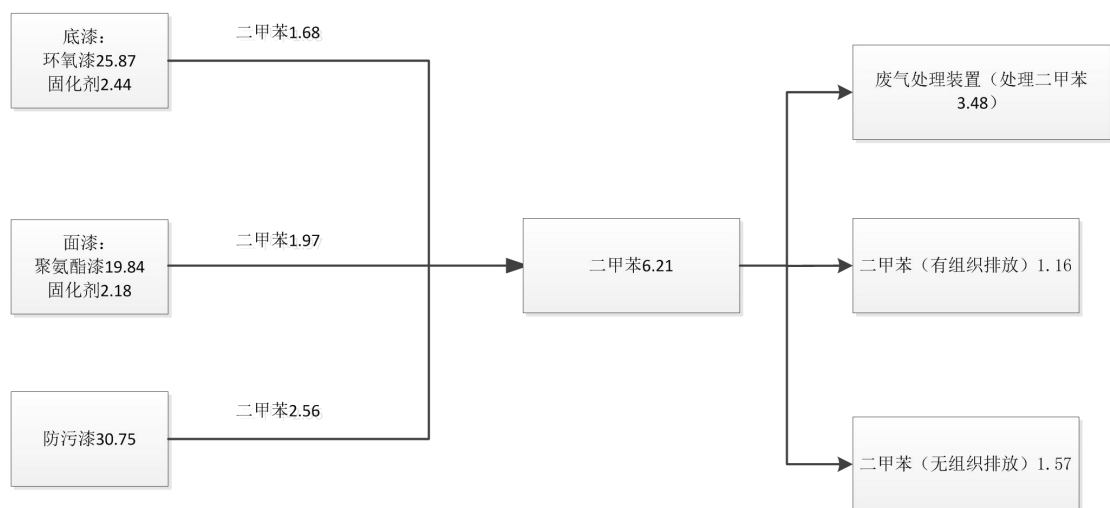 底漆：
环氧漆25.87
固化剂2.44
二甲苯1.68
面漆：
聚氨酯漆19.84
固化剂2.18
二甲苯1.97
防污漆30.75
二甲苯2.56
二甲苯6.21
废气处理装置（处理二甲苯
3.48）
二甲苯（有组织排放）1.16
二甲苯（无组织排放）1.57